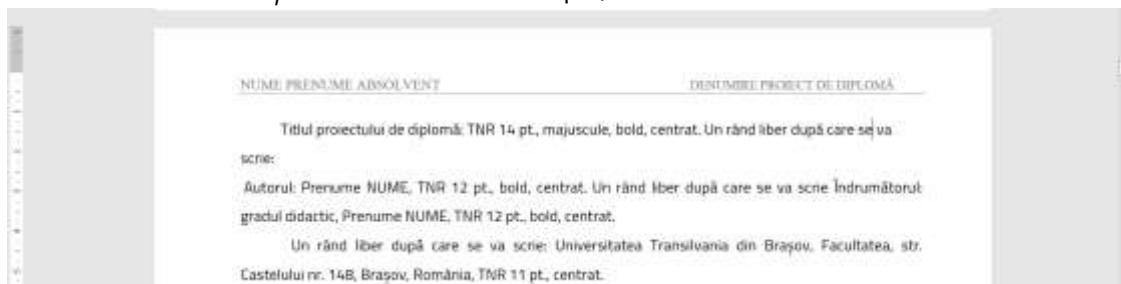 NUME PRENUME ABSOLVENT DENUMIRE PROIECT DE DIPLOMĂ
Titlul proiectului de diplomă: TNR 14 pt., majuscule, bold, centrat. Un rând liber după care se va
scrie:
Autorul: Prenume NUME, TNR 12 pt., bold, centrat. Un rând liber după care se va scrie Îndrumătorul:
gradul didactic, Prenume NUME, TNR 12 pt., bold, centrat.
Un rând liber după care se va scrie: Universitatea Transilvania din Brașov, Facultatea, str.
Castelului nr. 148, Brașov, România, TNR 11 pt., centrat.